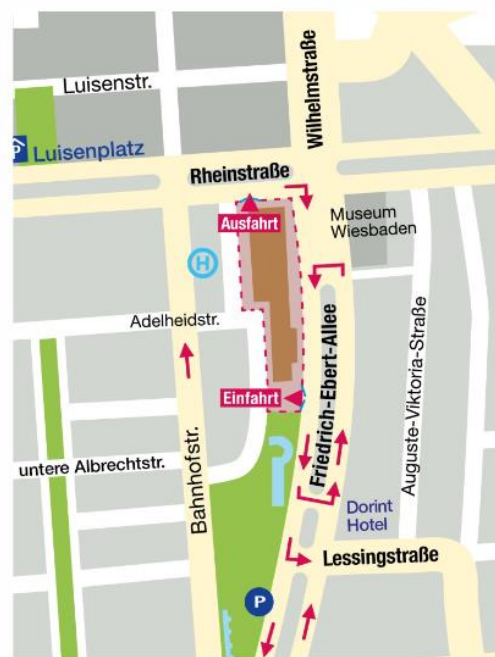 Luisenstr.
Wilhelmstraße
P
Luisenplatz
Rheinstraße
Ausfahrt
Museum
Wiesbaden
H
Adelheidstr.
Einfahrt
Friedrich-Ebert-Allee
Auguste-Viktoria-Straße
Bahnhofstr.
untere Albrechtstr.
Dorint
Hotel
Lessingstraße
P